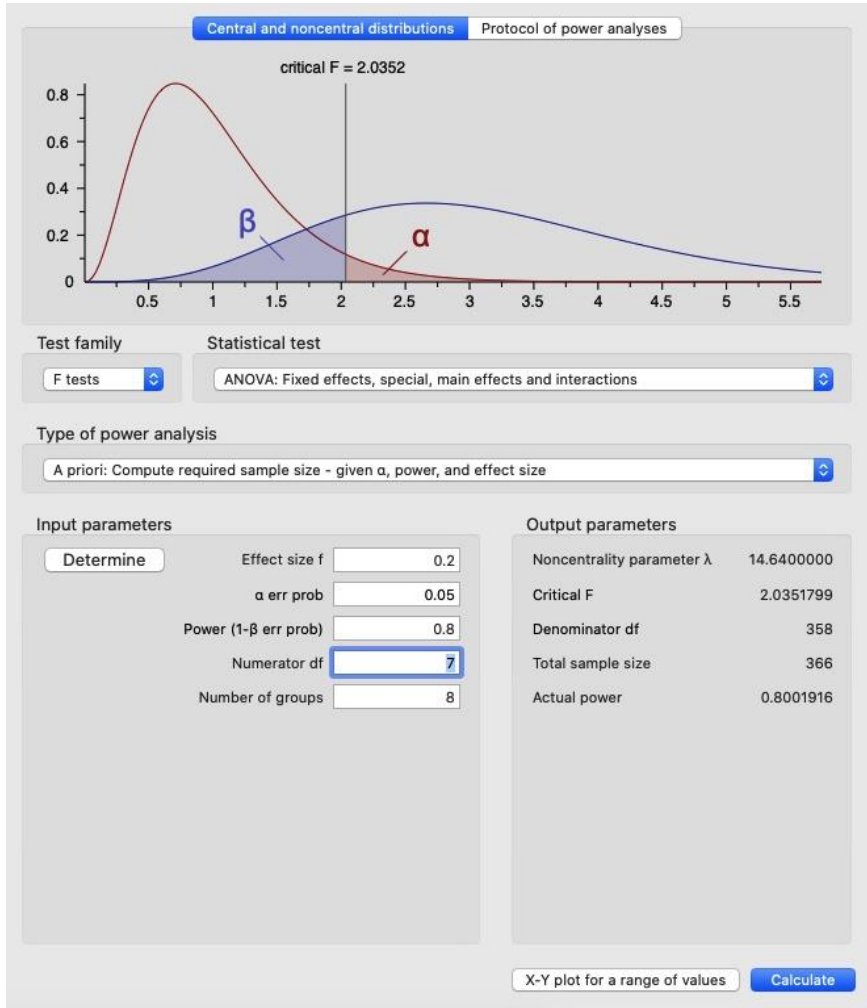 Central and noncentral distributions Protocol of power analyses
critical F = 2.0352
0.8
0.6
0.4
0.2
0
β
α
0.5 1 1.5 2 2.5 3 3.5 4 4.5 5 5.5
Test family Statistical test
F tests ANOVA: Fixed effects, special, main effects and interactions
Type of power analysis
A priori: Compute required sample size - given α, power, and effect size
Input parameters Output parameters
Determine Effect size f 0.2 Noncentrality parameter λ 14.6400000
α err prob 0.05 Critical F 2.0351799
Power (1-β err prob) 0.8 Denominator df 358
Numerator df 7 Total sample size 366
Number of groups 8 Actual power 0.8001916
X-Y plot for a range of values Calculate